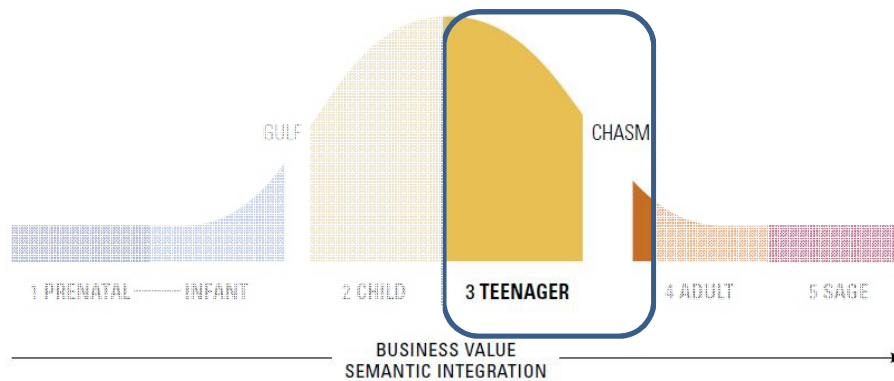 GULF
CHASM
1 PRENATAL INFANT
2 CHILD
3 TEENAGER
4 ADULT
5 SAGE
BUSINESS VALUE
SEMANTIC INTEGRATION